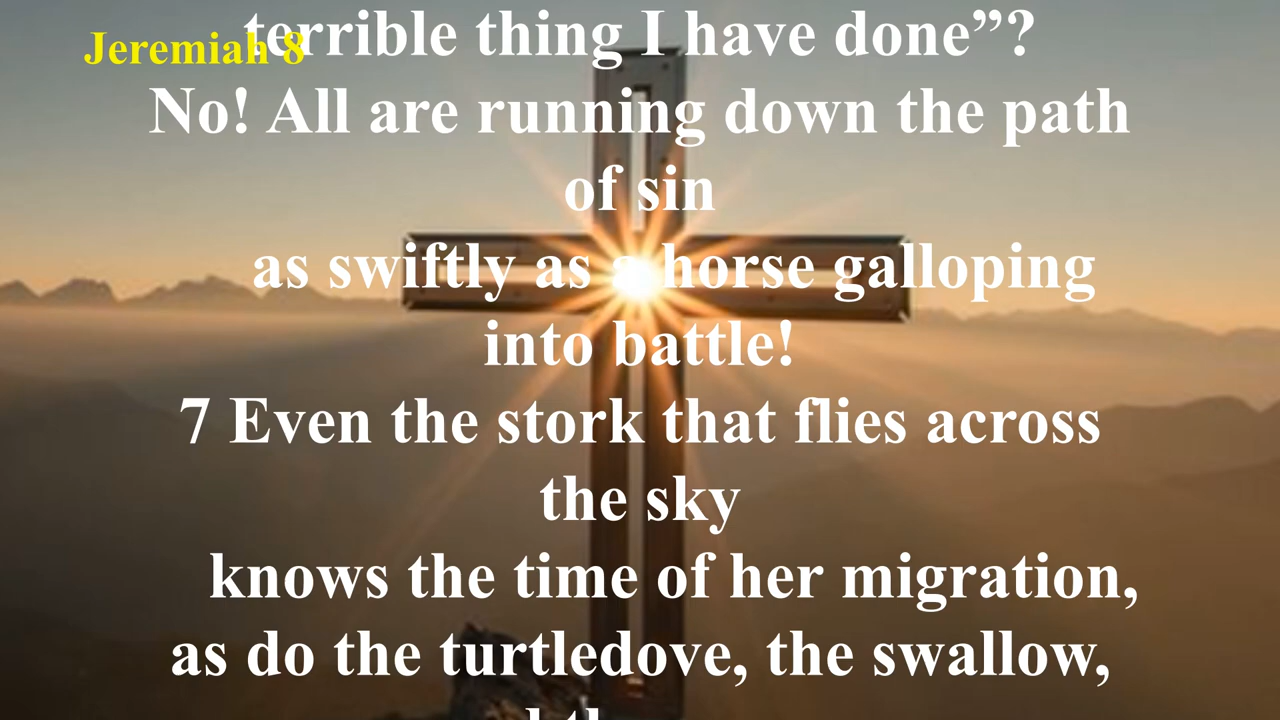 terrible thing I have done”?
Jeremiah 8
No! All are running down the path
of sin
as swiftly as a horse galloping
into battle!
7 Even the stork that flies across
the sky
knows the time of her migration,
as do the turtledove, the swallow,